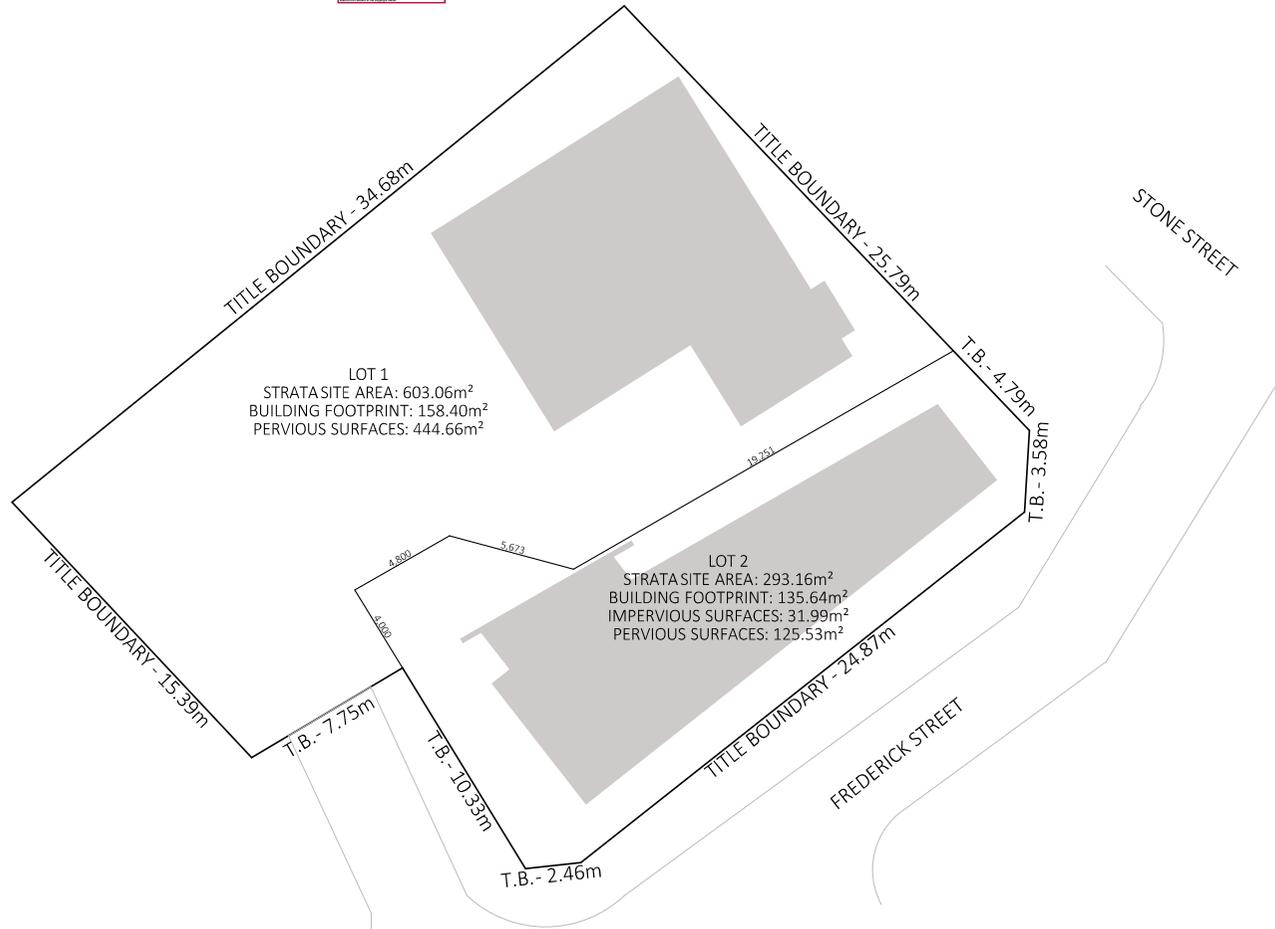 TITLE BOUNDARY - 34.68m
TITLE BOUNDARY - 25.79m
STONE STREET
T.B.- 4.79m
T.B.- 3.58m
LOT 1
STRATA SITE AREA: 603.06m²
BUILDING FOOTPRINT: 158.40m²
PERVIOUS SURFACES: 444.66m²
19,251
5,673
4,800
4,000
LOT 2
STRATA SITE AREA: 293.16m²
BUILDING FOOTPRINT: 135.64m²
IMPERVIOUS SURFACES: 31.99m²
PERVIOUS SURFACES: 125.53m²
TITLE BOUNDARY - 15.39m
T.B.- 7.75m
T.B.- 10.33m
TITLE BOUNDARY - 24.87m
FREDERICK STREET
T.B.- 2.46m